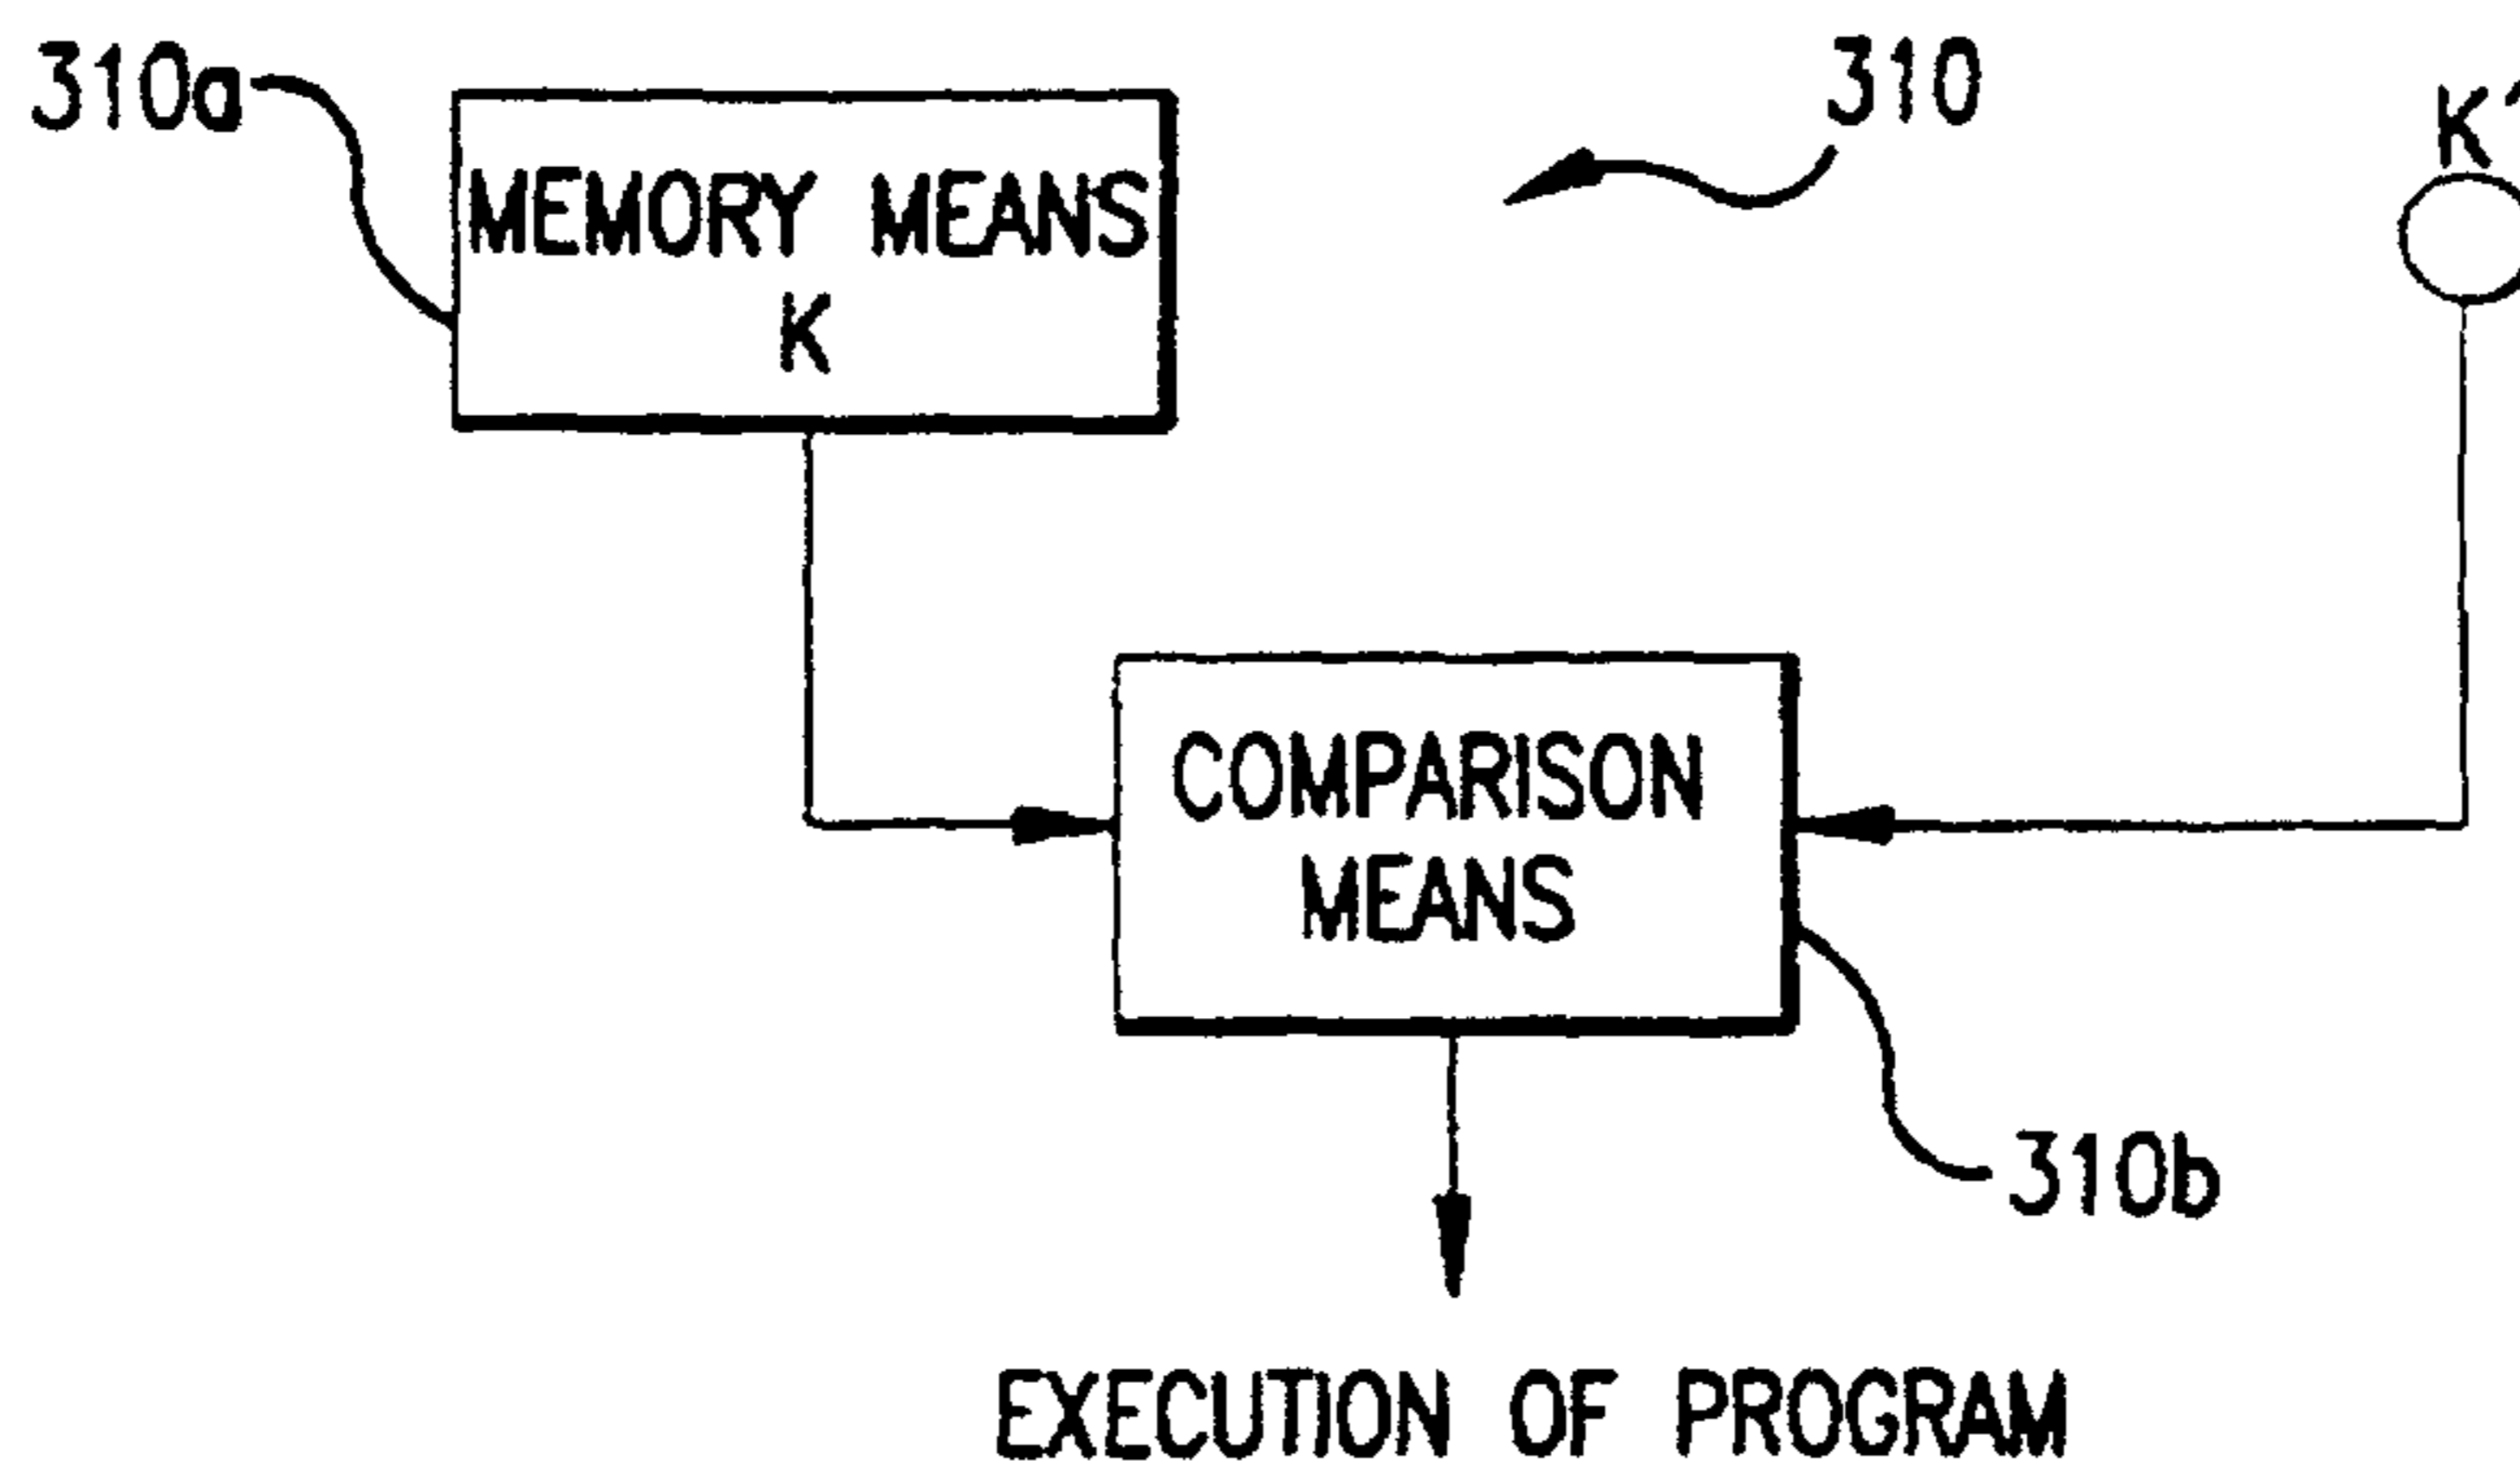 310a
310
K'
MEMORY MEANS
K
COMPARISON
MEANS
310b
EXECUTION OF PROGRAM